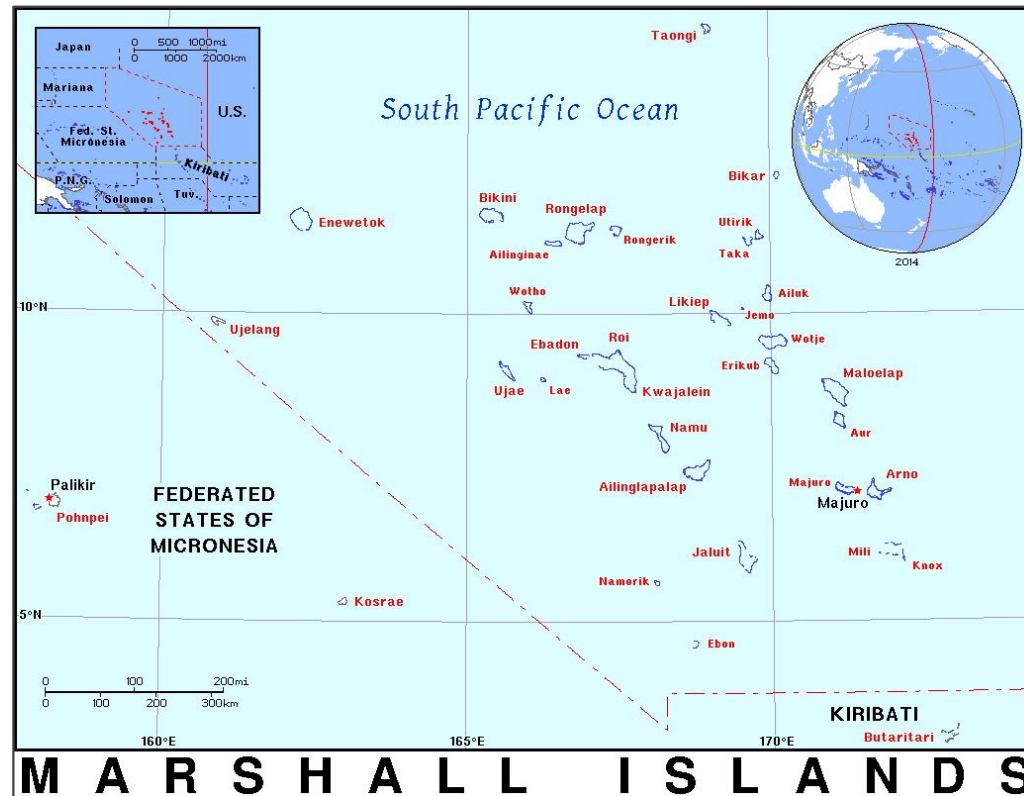 Taongi
0 500 1000mi
0 1000 2000km
Japan
Mariana
U.S.
Fed. St.
Micronesia
Kiribati
P.N.G.
Solomon
Tuv.
South Pacific Ocean
2014
Bikar
Bikini
Rongelap
Enewetok
Utirik
Rongerik
Ailinginae
Taka
Wotho
Ailuk
Likiep
10°N
Jemo
Ujelang
Roi
Wotje
Ebadon
Erikub
Maloelap
Ujae
Lae
Kwajalein
Namu
Aur
Arno
Majuro
Ailinglapalap
Palikir
Majuro
FEDERATED
STATES OF
MICRONESIA
Pohnpei
Jaluit
Mili
Knox
Namorik
Kosrae
5°N
Ebon
0 100 200mi
0 100 200 300km
KIRIBATI
Butaritari
160°E
165°E
170°E
MARSHALL ISLANDS